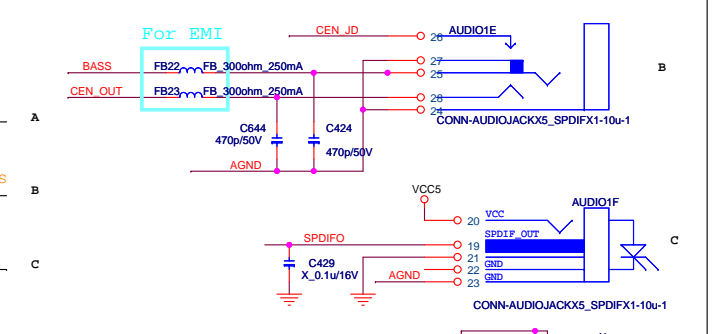 For EMI
CEN_JD
26
AUDIO1E
27
BASS
FB22
FB_300ohm_250mA
25
B
CEN_OUT
FB23
FB_300ohm_250mA
28
24
CONN-AUDIOJACKX5_SPDIFX1-10u-1
A
C644
470p/50V
C424
470p/50V
AGND
S
B
VCC5
AUDIO1F
20
VCC
SPDIFO
19
SPDIF_OUT
C
21
C
C429
X_0.1u/16V
22
GND
AGND
23
GND
CONN-AUDIOJACKX5_SPDIFX1-10u-1